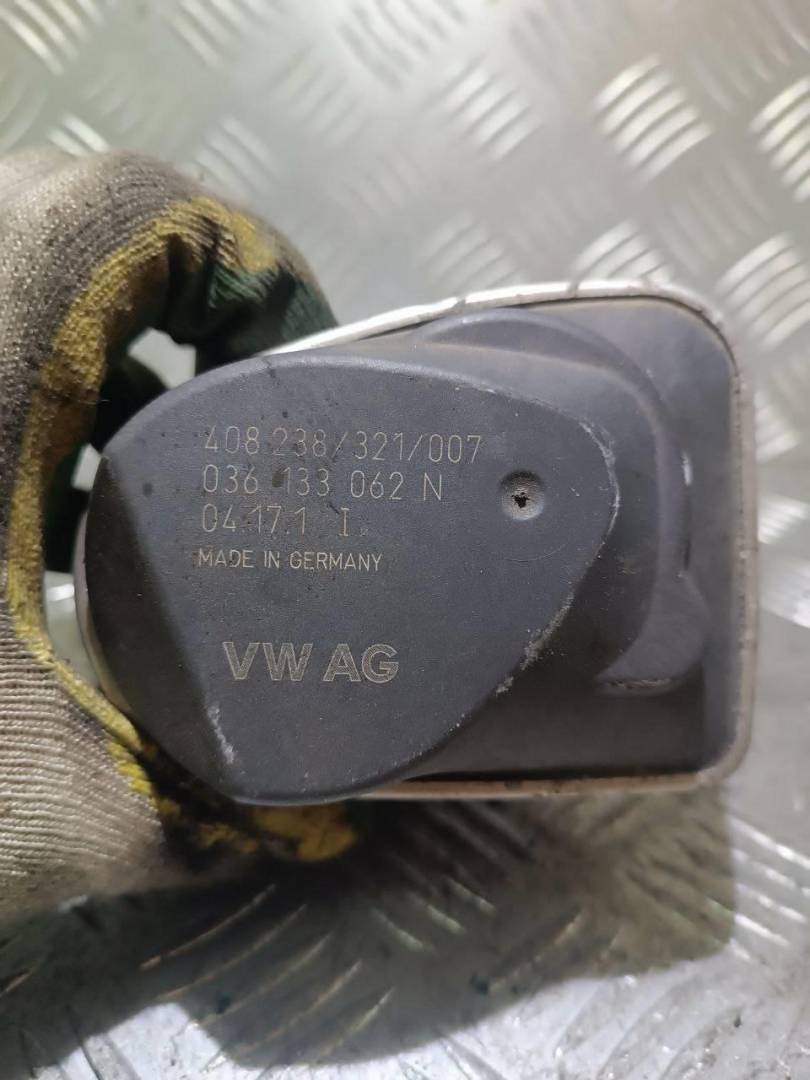 408 238/321/007
036 133 062 N
04.17.1 I
MADE IN GERMANY
VW AG